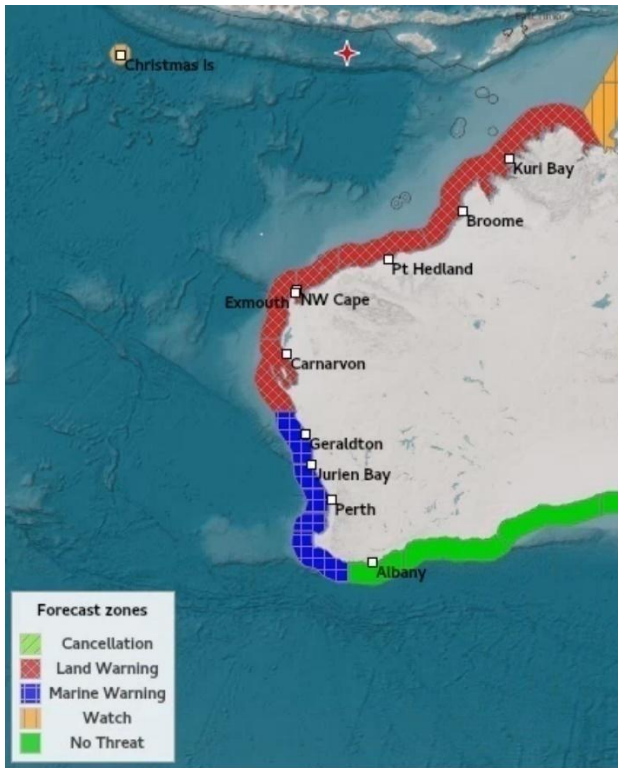 Christmas Is
Kuri Bay
Broome
Pt Hedland
Exmouth
NW Cape
Carnarvon
Geraldton
Jurien Bay
Perth
Albany
Forecast zones
Cancellation
Land Warning
Marine Warning
Watch
No Threat